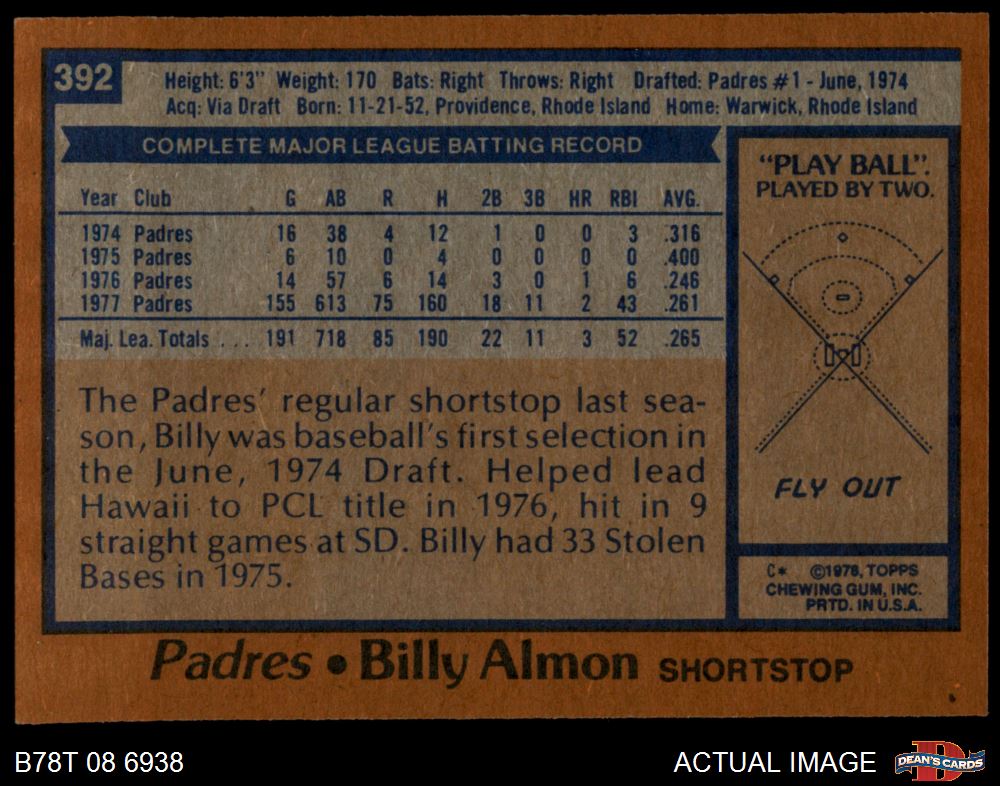 392
Height: 6'3" Weight: 170 Bats: Right Throws: Right Drafted: Padres #1 - June, 1974
Acq: Via Draft Born: 11-21-52, Providence, Rhode Island Home: Warwick, Rhode Island
COMPLETE MAJOR LEAGUE BATTING RECORD
Year Club G AB R H 2B 3B HR RBI AVG.
1974 Padres 16 38 4 12 1 0 0 3 .316
1975 Padres 6 10 0 4 0 0 0 0 .400
1976 Padres 14 57 6 14 3 0 1 6 .246
1977 Padres 155 613 75 160 18 11 2 43 .261
Maj. Lea. Totals . . . 191 718 85 190 22 11 3 52 .265
The Padres' regular shortstop last sea-
son, Billy was baseball's first selection in
the June, 1974 Draft. Helped lead
Hawaii to PCL title in 1976, hit in 9
straight games at SD. Billy had 33 Stolen
Bases in 1975.
"PLAY BALL".
PLAYED BY TWO.
FLY OUT
C* ©1978, TOPPS
CHEWING GUM, INC.
PRTD. IN U.S.A.
Padres • Billy Almon SHORTSTOP
B78T 08 6938
ACTUAL IMAGE
D
DEAN'S CARDS